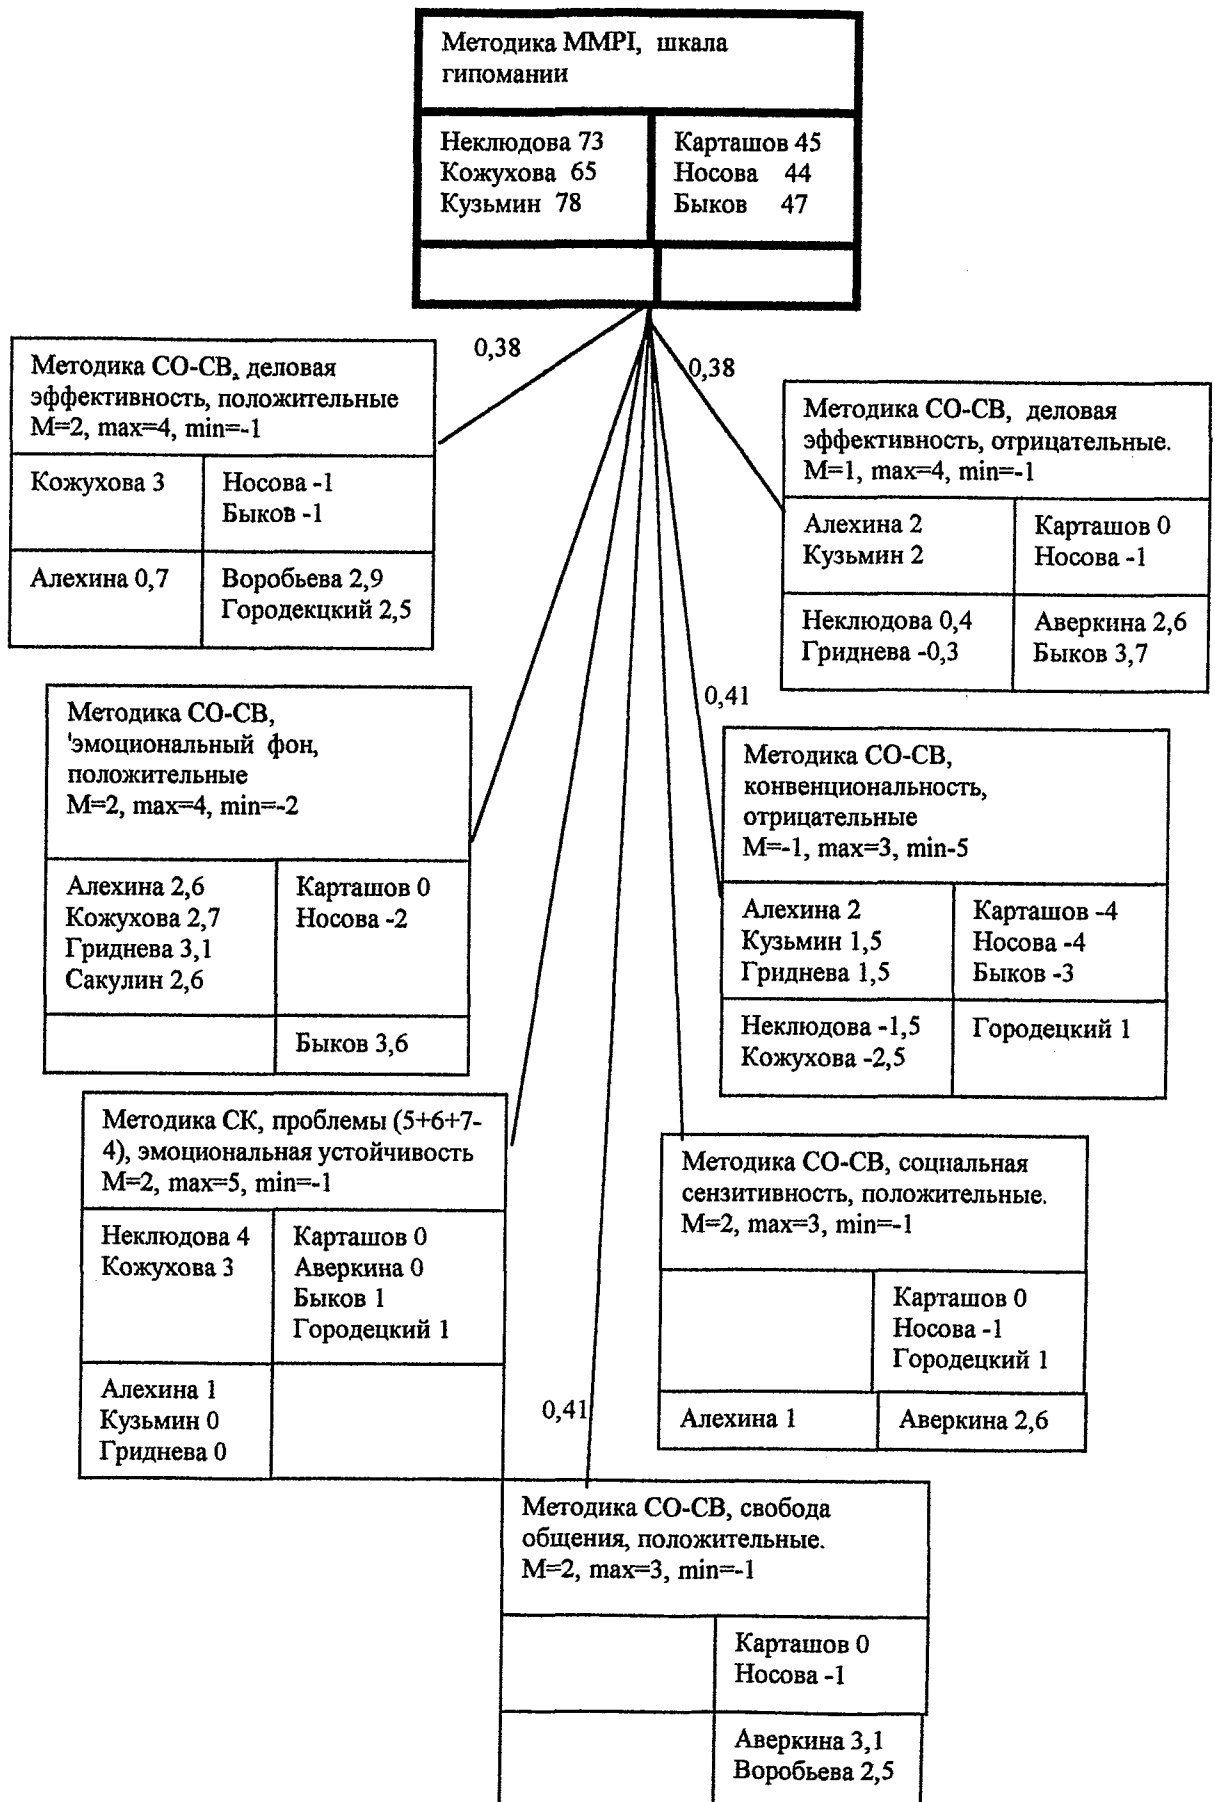 Методика MMPI, шкала
гипомании
Неклюдова 73
Кожухова 65
Кузьмин 78
Карташов 45
Носова 44
Быков 47
0,38
0,38
Методика СО-СВ, деловая
эффективность, положительные
M=2, max=4, min=-1
Кожухова 3
Носова -1
Быков -1
Алехина 0,7
Воробьева 2,9
Городекцкий 2,5
Методика СО-СВ, деловая
эффективность, отрицательные.
M=1, max=4, min=-1
Алехина 2
Кузьмин 2
Карташов 0
Носова -1
Неклюдова 0,4
Гриднева -0,3
Аверкина 2,6
Быков 3,7
Методика СО-СВ,
'эмоциональный фон,
положительные
M=2, max=4, min=-2
Алехина 2,6
Кожухова 2,7
Гриднева 3,1
Сакулин 2,6
Карташов 0
Носова -2
Быков 3,6
0,41
Методика СО-СВ,
конвенциональность,
отрицательные
M=-1, max=3, min-5
Алехина 2
Кузьмин 1,5
Гриднева 1,5
Карташов -4
Носова -4
Быков -3
Неклюдова -1,5
Кожухова -2,5
Городецкий 1
Методика СК, проблемы (5+6+7-
4), эмоциональная устойчивость
M=2, max=5, min=-1
Неклюдова 4
Кожухова 3
Карташов 0
Аверкина 0
Быков 1
Городецкий 1
Алехина 1
Кузьмин 0
Гриднева 0
Методика СО-СВ, социальная
сензитивность, положительные.
M=2, max=3, min=-1
Карташов 0
Носова -1
Городецкий 1
Алехина 1
Аверкина 2,6
0,41
Методика СО-СВ, свобода
общения, положительные.
M=2, max=3, min=-1
Карташов 0
Носова -1
Аверкина 3,1
Воробьева 2,5